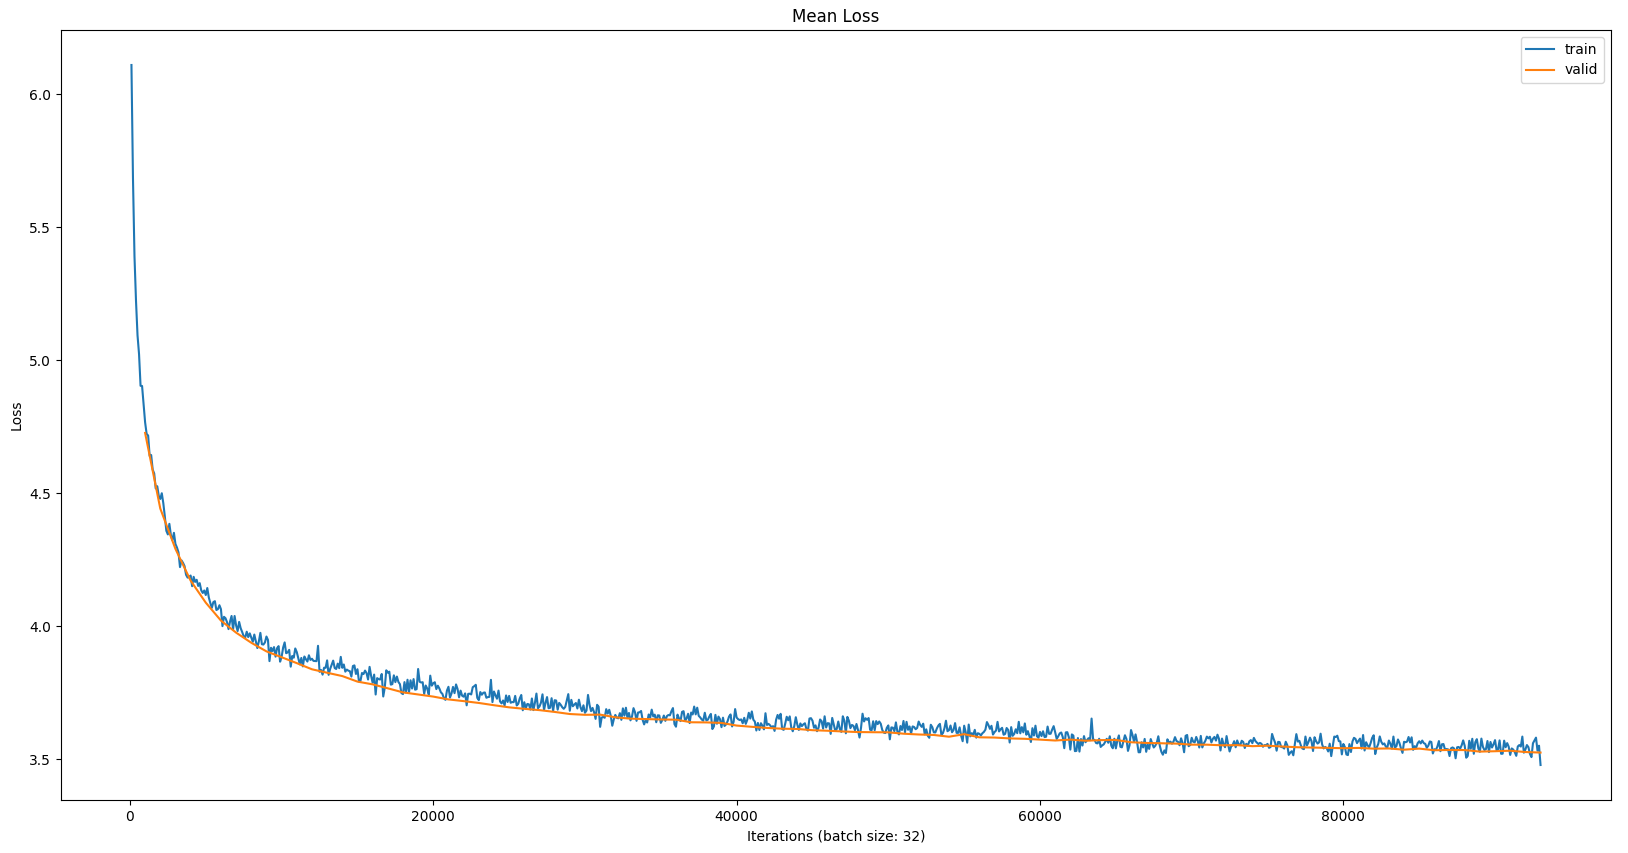 Mean Loss
train
valid
6.0
5.5
5.0
4.5
4.0
3.5
Loss
0
20000
40000
60000
80000
Iterations (batch size: 32)